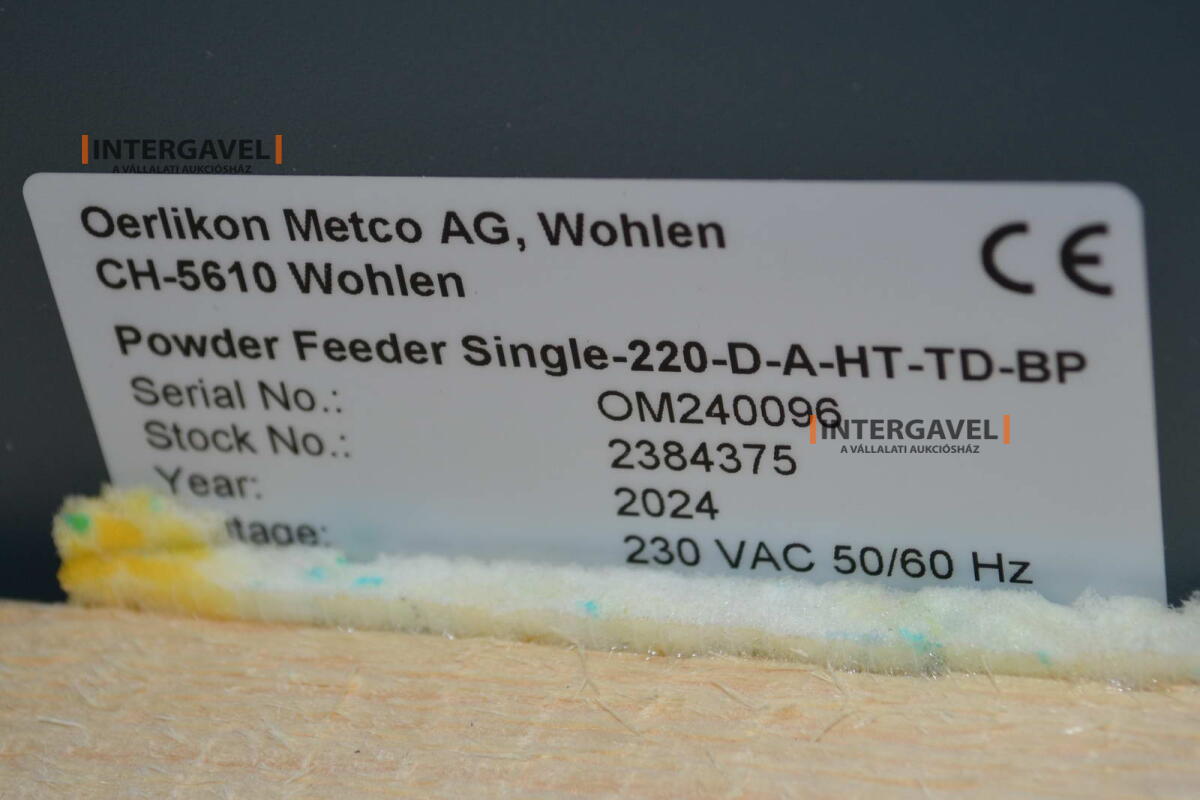 INTERGAVEL
A VÁLLALATI AUKCIÓSHÁZ
Oerlikon Metco AG, Wohlen
CH-5610 Wohlen
CE
Powder Feeder Single-220-D-A-HT-TD-BP
Serial No.: OM240096
Stock No.: 2384375
INTERGAVEL
A VÁLLALATI AUKCIÓSHÁZ
Year: 2024
230 VAC 50/60 Hz